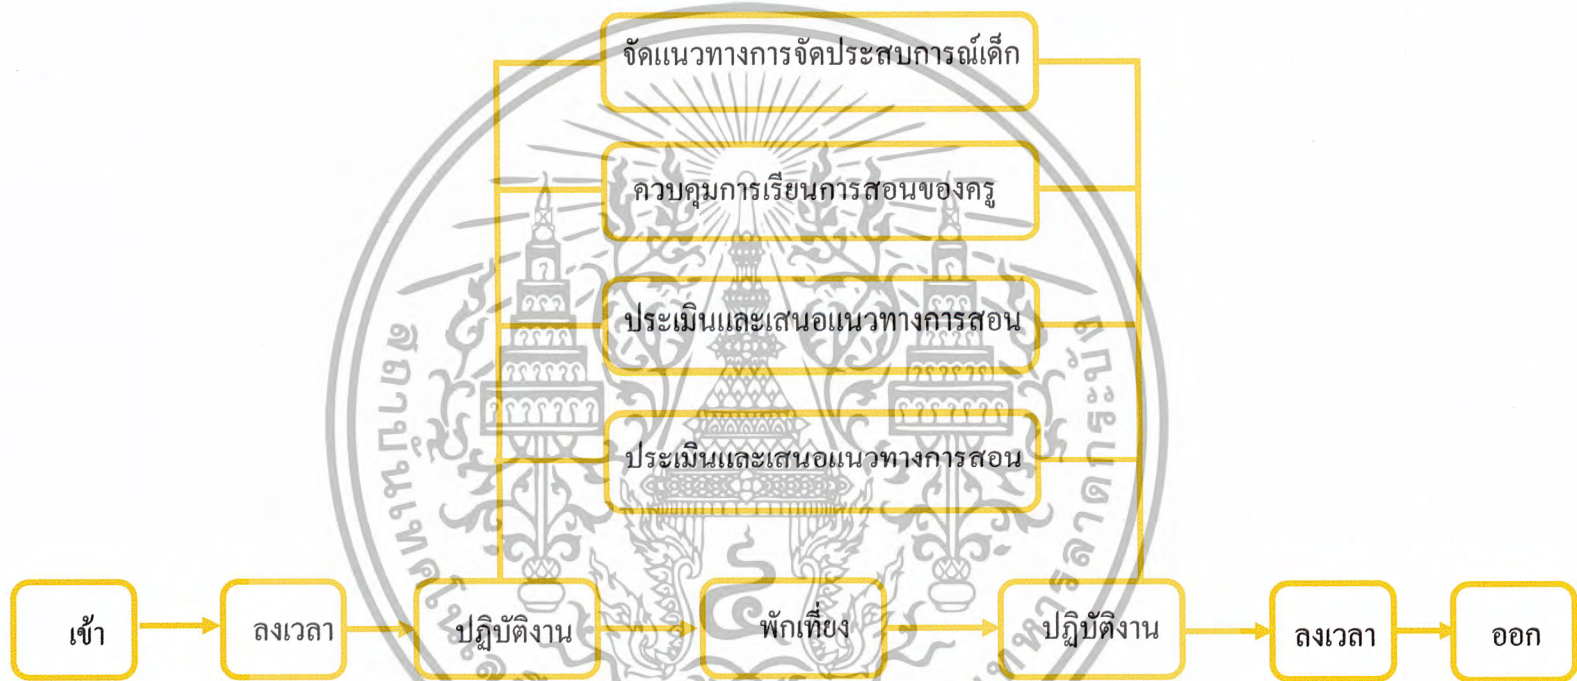 จัดแนวทางการจัดประสบการณ์เด็ก
ควบคุมการเรียนการสอนของครู
ประเมินและเสนอแนวทางการสอน
ประเมินและเสนอแนวทางการสอน
เข้า
ลงเวลา
ปฏิบัติงาน
พักเที่ยง
ปฏิบัติงาน
ลงเวลา
ออก